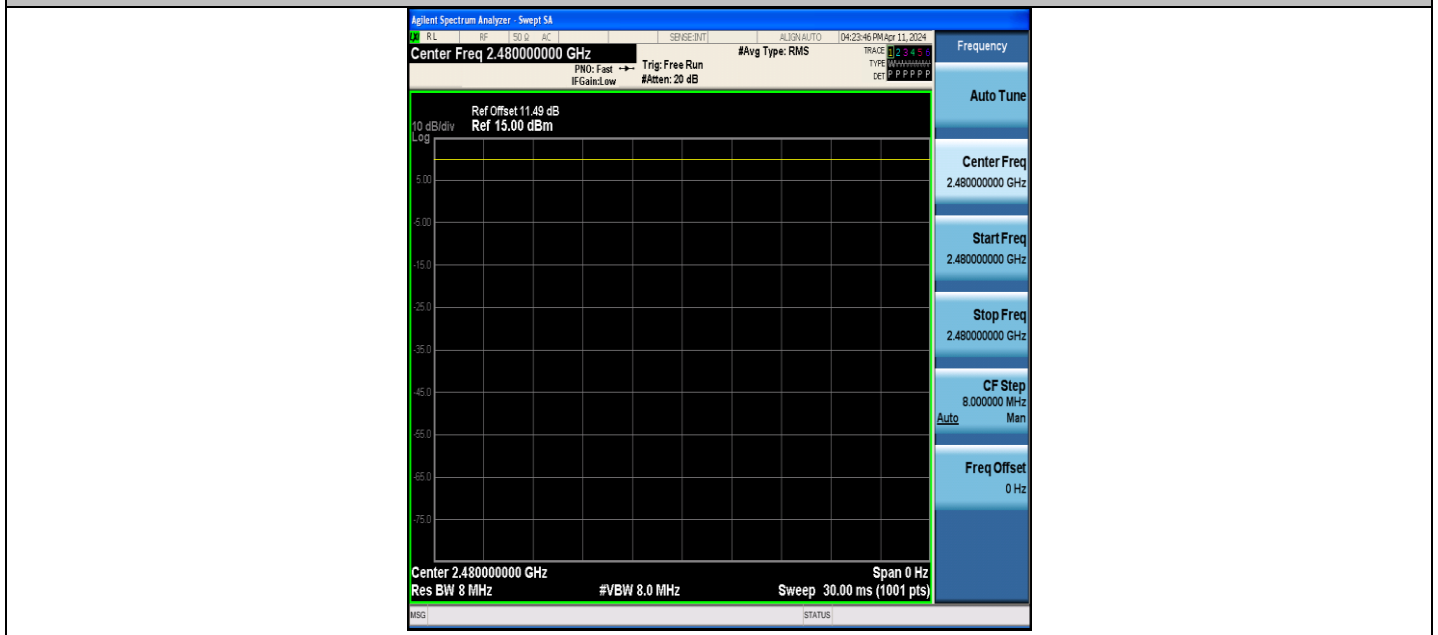 Agilent Spectrum Analyzer - Swept SA
RL RF 50 Ω AC SENSE:INT ALIGN AUTO 04:23:46 PM Apr 11, 2024
Center Freq 2.480000000 GHz
#Avg Type: RMS
TRACE 1 2 3 4 5 6
TYPE
DET P P P P P P
PNO: Fast
IFGain:Low
Trig: Free Run
#Atten: 20 dB
Ref Offset 11.49 dB
10 dB/div Ref 15.00 dBm
Log
5.00
-5.00
-15.0
-25.0
-35.0
-45.0
-55.0
-65.0
-75.0
Center 2.480000000 GHz Span 0 Hz
Res BW 8 MHz #VBW 8.0 MHz Sweep 30.00 ms (1001 pts)
MSG STATUS
Frequency
Auto Tune
Center Freq
2.480000000 GHz
Start Freq
2.480000000 GHz
Stop Freq
2.480000000 GHz
CF Step
8.000000 MHz
Auto Man
Freq Offset
0 Hz